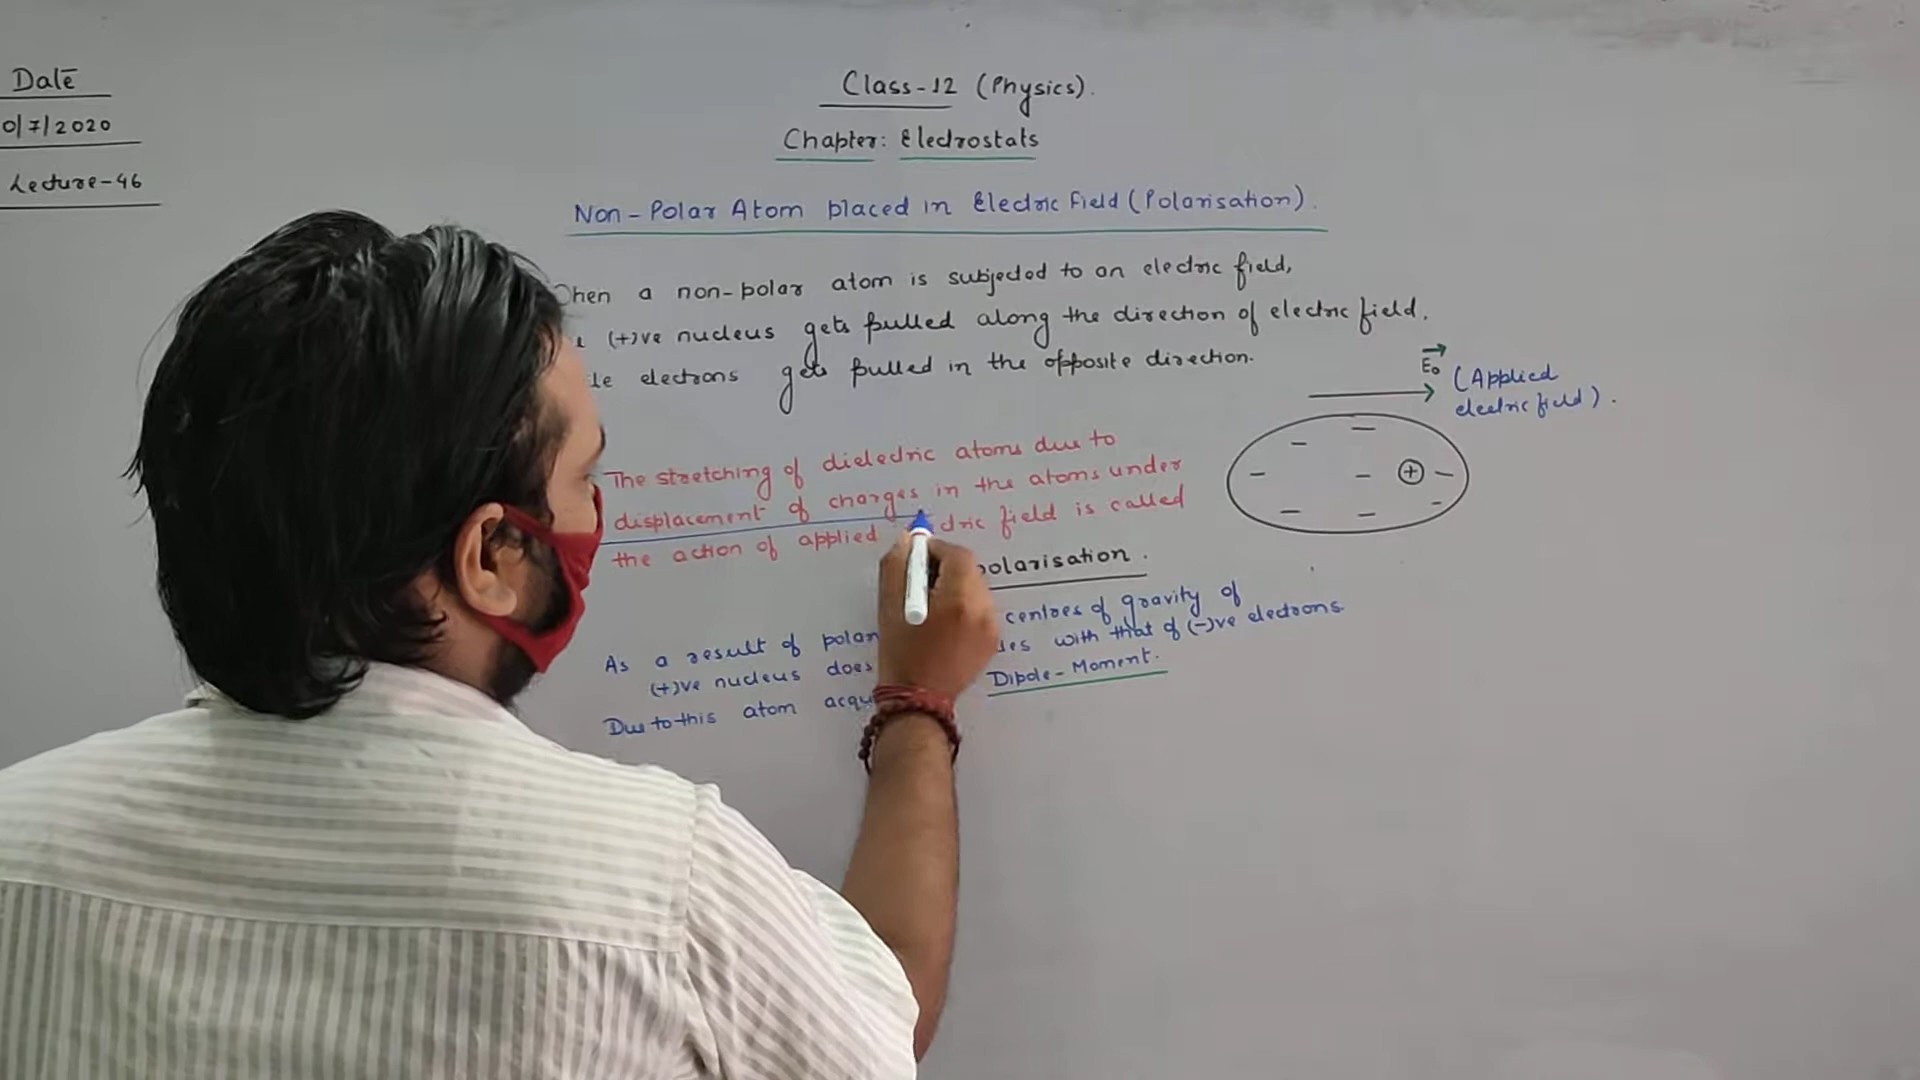 Date
0/7/2020
Lecture-46
Class-12 (Physics).
Chapter: Electrostats
Non-Polar Atom placed in Electric Field (Polarisation).
hen a non-polar atom is subjected to an electric field,
(+)ve nucleus gets pulled along the direction of electric field.
le electrons gets pulled in the opposite direction.
E₀ (Applied
electric field).
The stretching of dielectric atoms due to
displacement of charges in the atoms under
the action of applied ctric field is called
polarisation.
As a result of polari centres of gravity of
(+)ve nucleus does des with that of (-)ve electrons.
Due to this atom acqu Dipole-Moment.
− − − − + − − − −